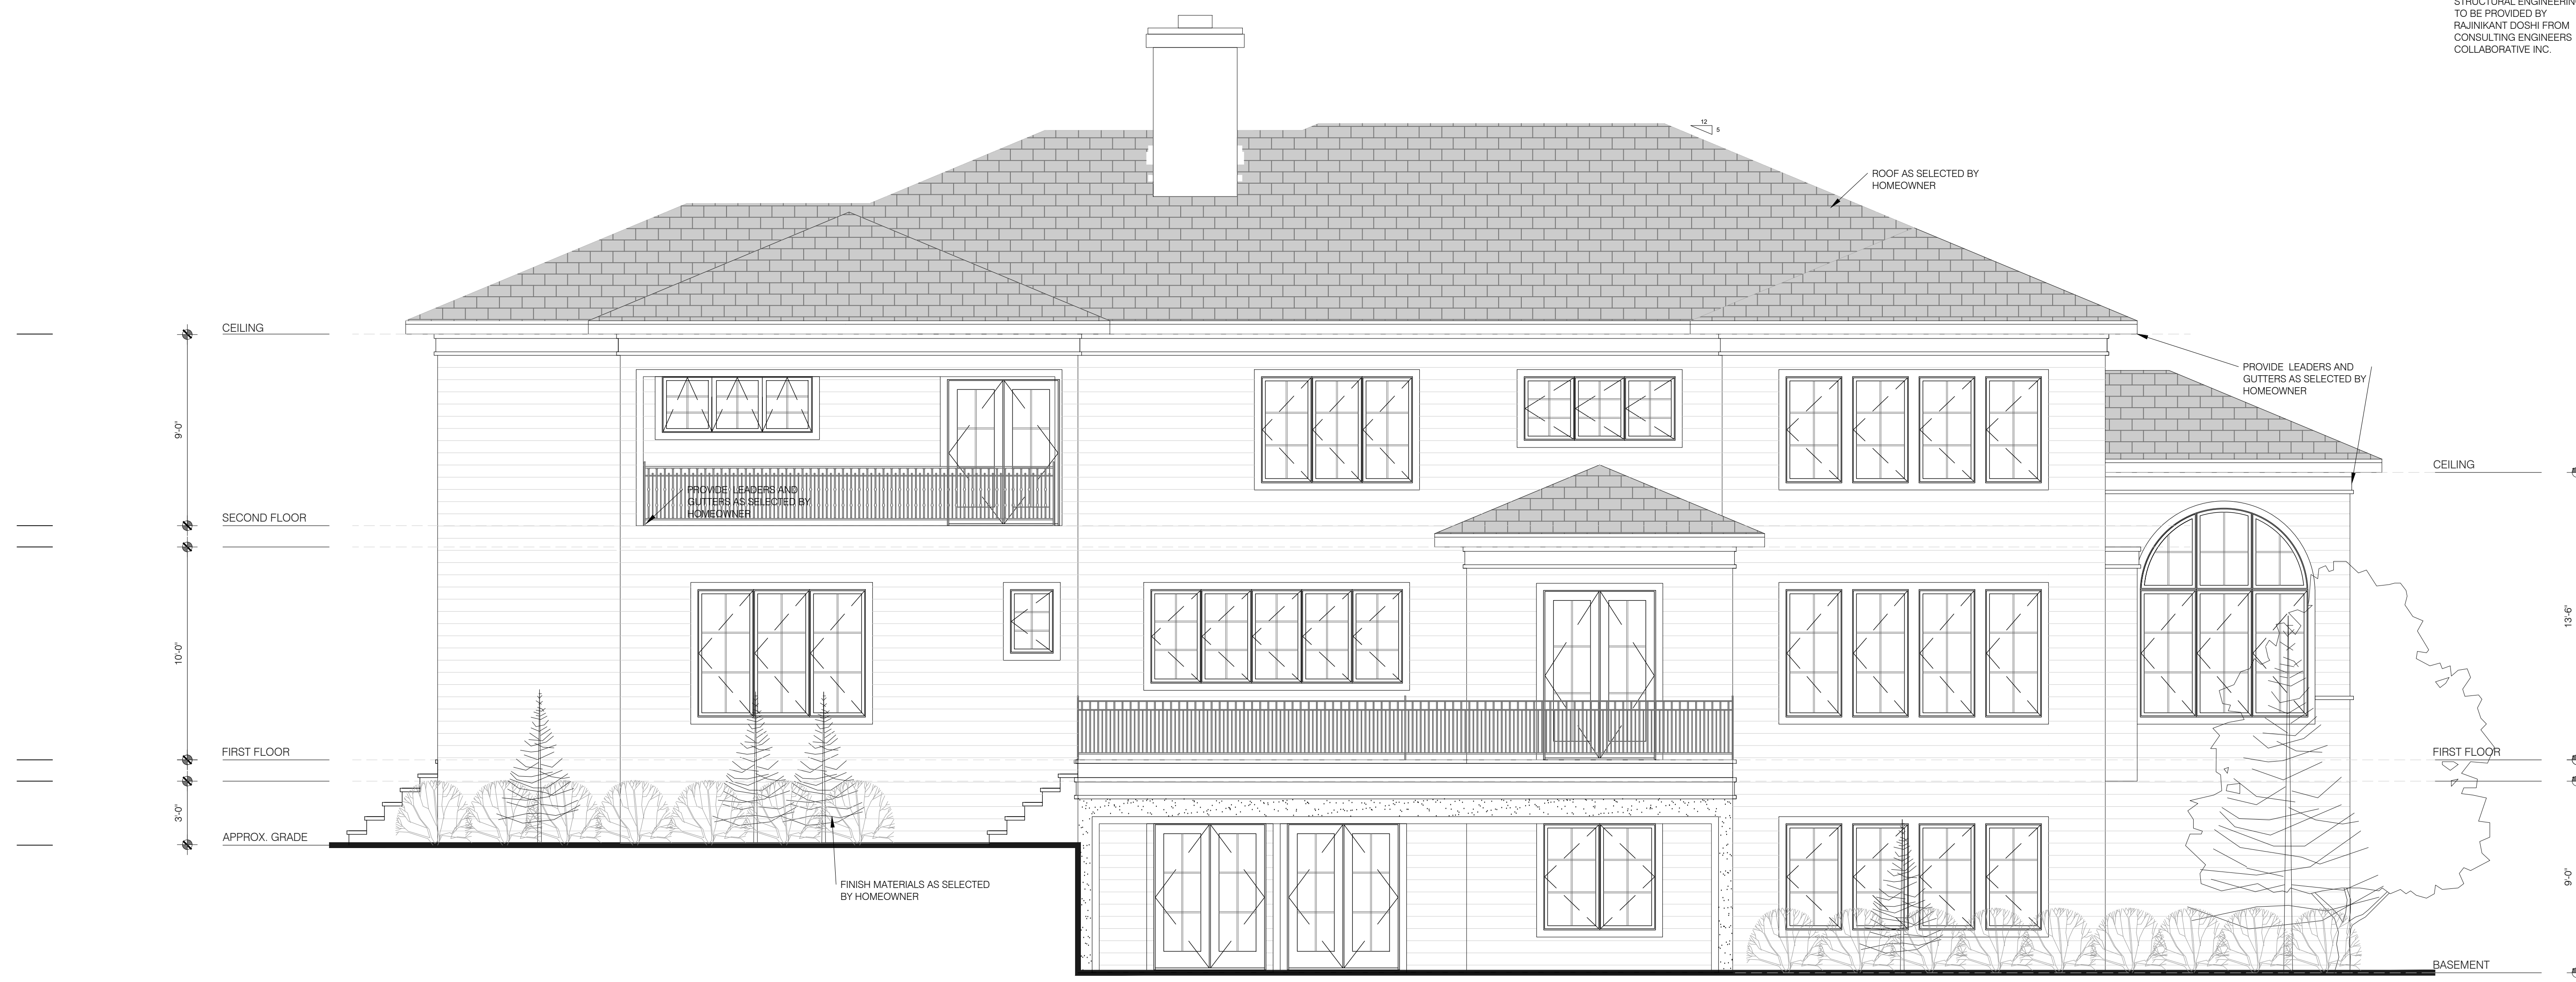 STRUCTURAL ENGINEERING
TO BE PROVIDED BY
RAJINIKANT DOSHI FROM
CONSULTING ENGINEERS
COLLABORATIVE INC.
12
5
ROOF AS SELECTED BY
HOMEOWNER
CEILING
PROVIDE LEADERS AND
GUTTERS AS SELECTED BY
HOMEOWNER
9'-0"
CEILING
PROVIDE LEADERS AND
GUTTERS AS SELECTED BY
HOMEOWNER
SECOND FLOOR
13'-6"
10'-0"
FIRST FLOOR
FIRST FLOOR
3'-0"
APPROX. GRADE
9'-0"
FINISH MATERIALS AS SELECTED
BY HOMEOWNER
BASEMENT